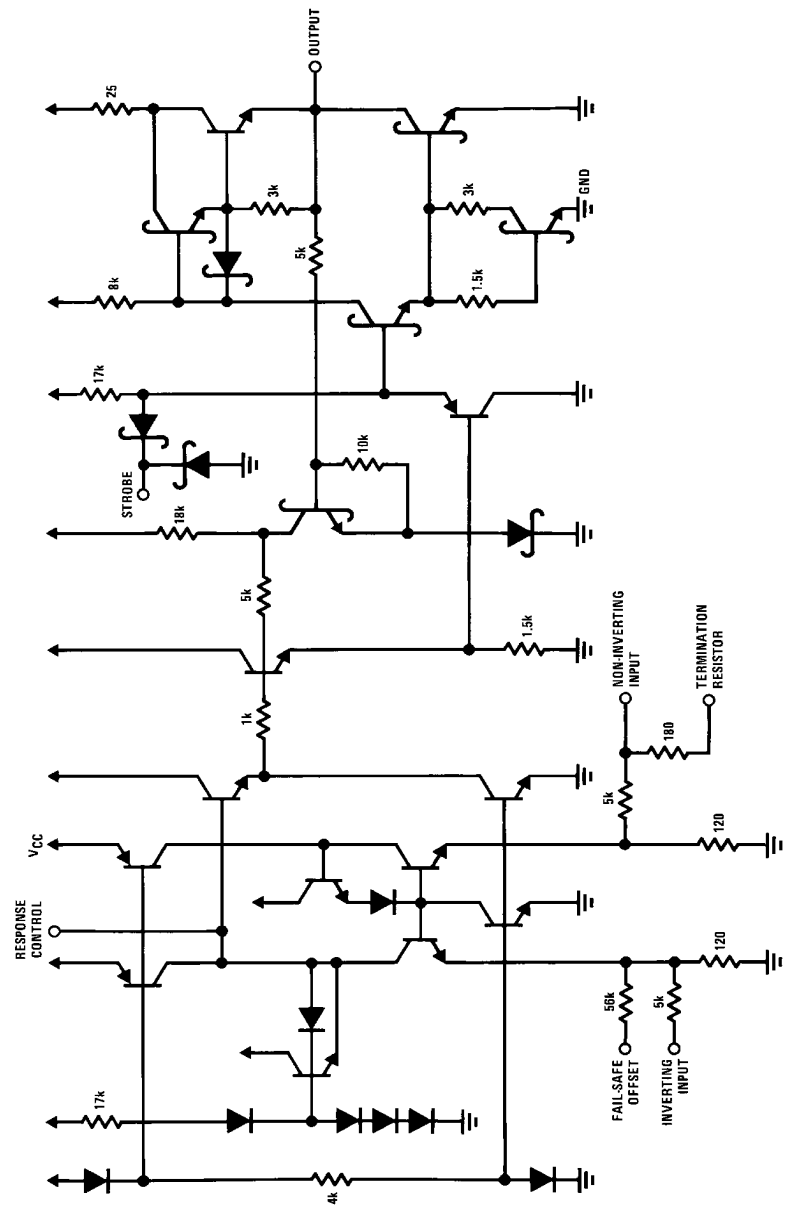 OUTPUT
25
3k
3k
GND
5k
8k
1.5k
17k
STROBE
10k
18k
5k
1.5k
1k
NON-INVERTING
INPUT
TERMINATION
RESISTOR
180
5k
120
VCC
RESPONSE
CONTROL
120
56k
5k
FAIL-SAFE
OFFSET
INVERTING
INPUT
17k
4k